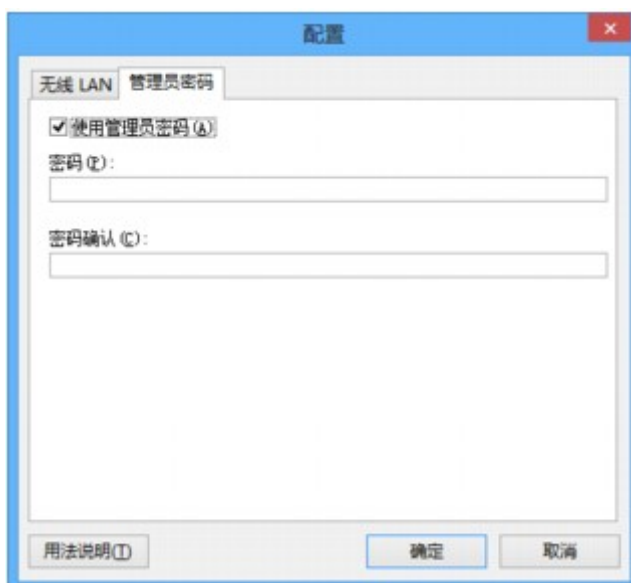 配置
无线 LAN 管理员密码
使用管理员密码(A)
密码(P):
密码确认(C):
用法说明(I) 确定 取消